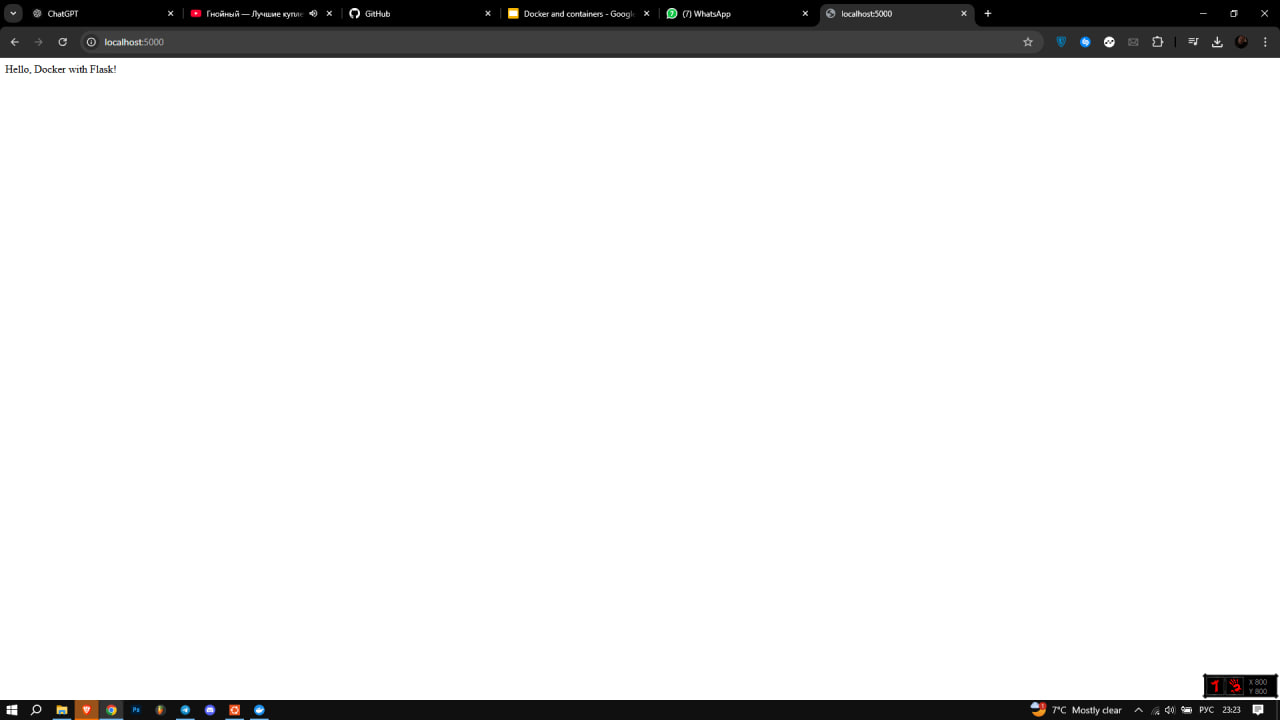 ChatGPT
Гнойный — Лучшие купле
GitHub
Docker and containers - Googl
(7) WhatsApp
localhost:5000
localhost:5000
Hello, Docker with Flask!
X 800
Y 800
7°C Mostly clear
РУС
23:23